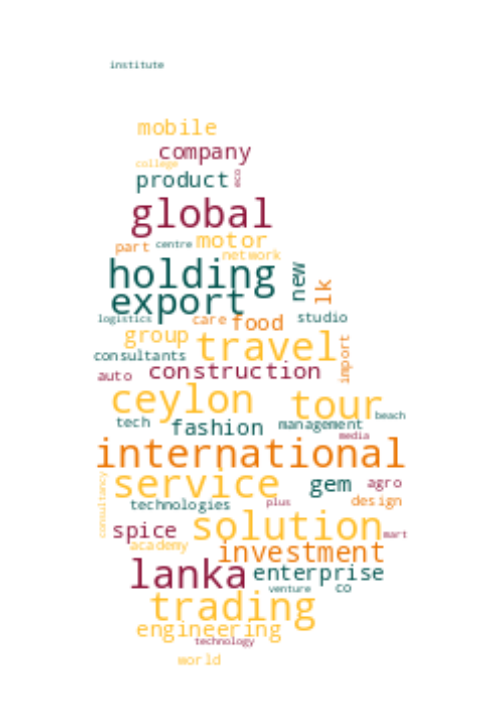 institute
mobile
company
college
product eco
global
part centre motor
network
holding new
export lk
logistics care food studio
group travel import
consultants
auto construction
ceylon tour
tech fashion management beach
media
international
service gem agro
consultancy technologies plus design
spice solution mart
academy investment
lanka enterprise
venture co
trading
engineering
technology
world